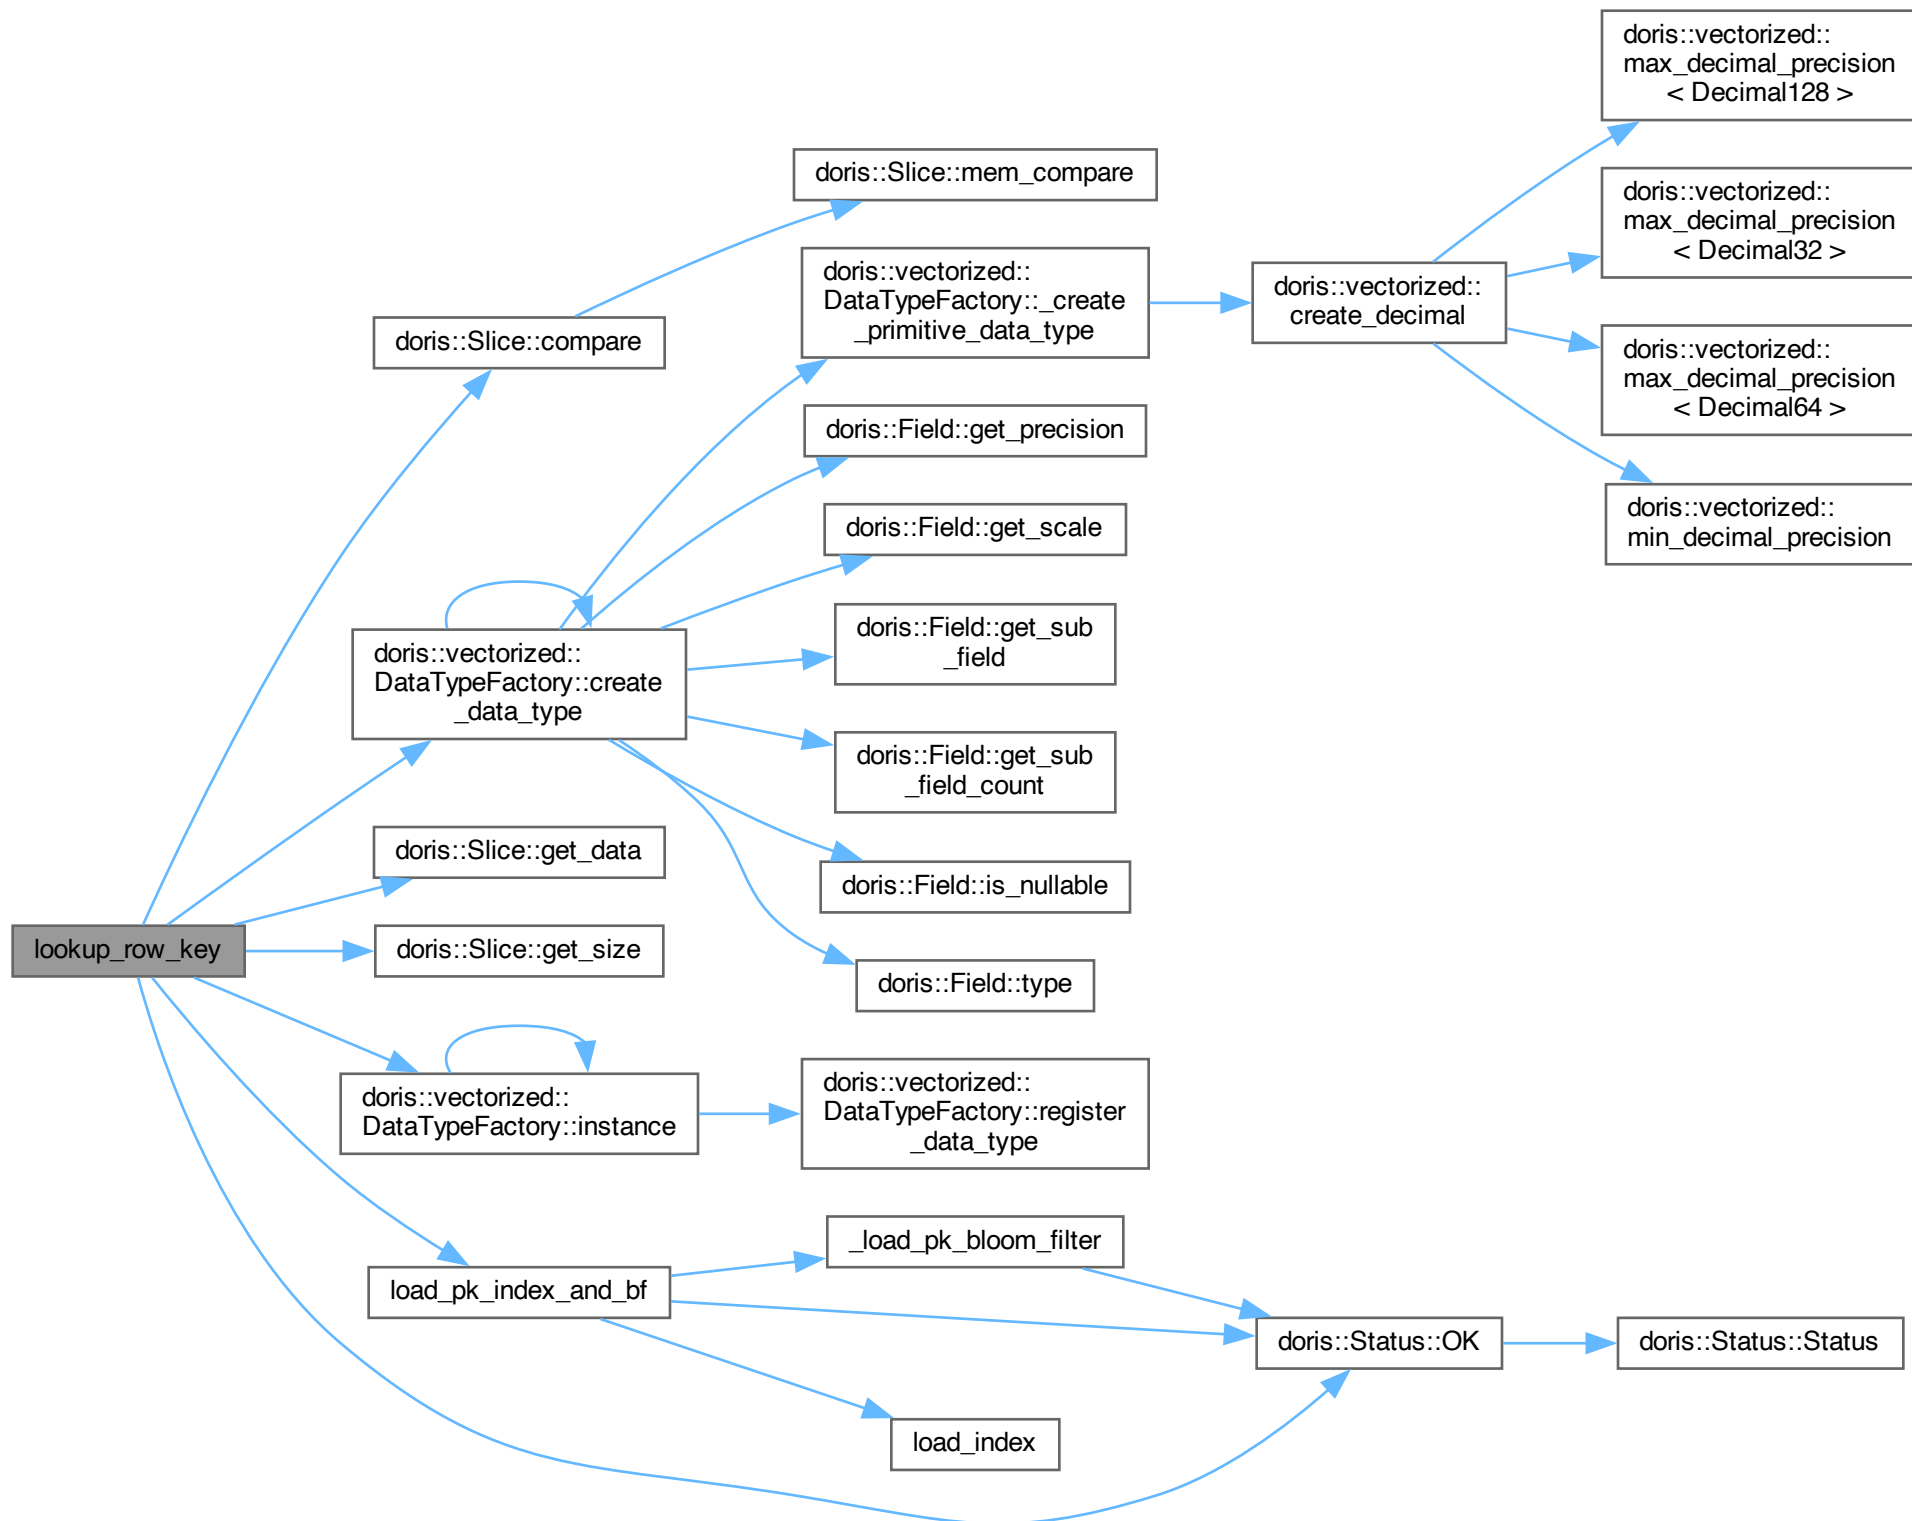 lookup_row_key
doris::Slice::compare
doris::Slice::mem_compare
doris::vectorized::
DataTypeFactory::create
_data_type
doris::vectorized::
DataTypeFactory::_create
_primitive_data_type
doris::vectorized::
create_decimal
doris::vectorized::
max_decimal_precision
< Decimal128 >
doris::vectorized::
max_decimal_precision
< Decimal32 >
doris::vectorized::
max_decimal_precision
< Decimal64 >
doris::vectorized::
min_decimal_precision
doris::Field::get_precision
doris::Field::get_scale
doris::Field::get_sub
_field
doris::Field::get_sub
_field_count
doris::Field::is_nullable
doris::Field::type
doris::Slice::get_data
doris::Slice::get_size
doris::vectorized::
DataTypeFactory::instance
doris::vectorized::
DataTypeFactory::register
_data_type
load_pk_index_and_bf
_load_pk_bloom_filter
doris::Status::OK
doris::Status::Status
load_index